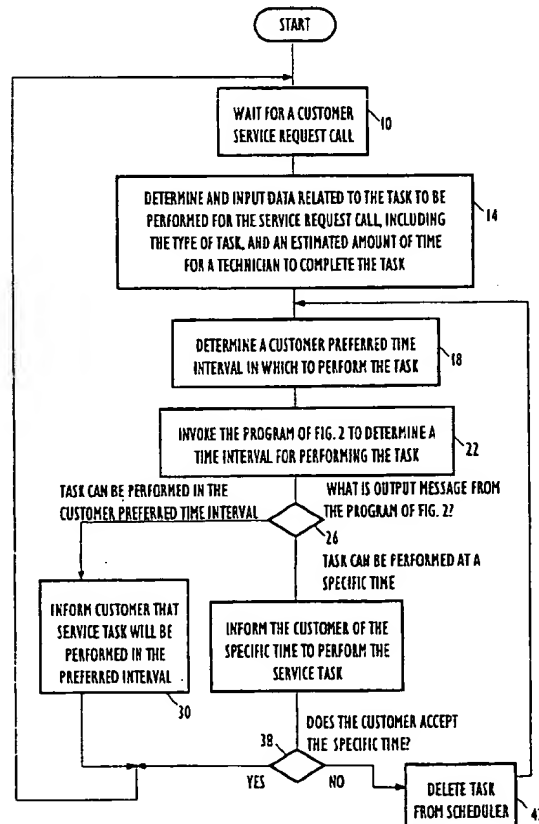 START
WAIT FOR A CUSTOMER
SERVICE REQUEST CALL
10
DETERMINE AND INPUT DATA RELATED TO THE TASK TO BE
PERFORMED FOR THE SERVICE REQUEST CALL, INCLUDING
THE TYPE OF TASK, AND AN ESTIMATED AMOUNT OF TIME
FOR A TECHNICIAN TO COMPLETE THE TASK
14
DETERMINE A CUSTOMER PREFERRED TIME
INTERVAL IN WHICH TO PERFORM THE TASK
18
INVOKE THE PROGRAM OF FIG. 2 TO DETERMINE A
TIME INTERVAL FOR PERFORMING THE TASK
22
TASK CAN BE PERFORMED IN THE
CUSTOMER PREFERRED TIME INTERVAL
WHAT IS OUTPUT MESSAGE FROM
THE PROGRAM OF FIG. 2?
26
TASK CAN BE PERFORMED AT A
SPECIFIC TIME
INFORM CUSTOMER THAT
SERVICE TASK WILL BE
PERFORMED IN THE
PREFERRED INTERVAL
30
INFORM THE CUSTOMER OF THE
SPECIFIC TIME TO PERFORM THE
SERVICE TASK
DOES THE CUSTOMER ACCEPT
THE SPECIFIC TIME?
38
YES
NO
DELETE TASK
FROM SCHEDULER